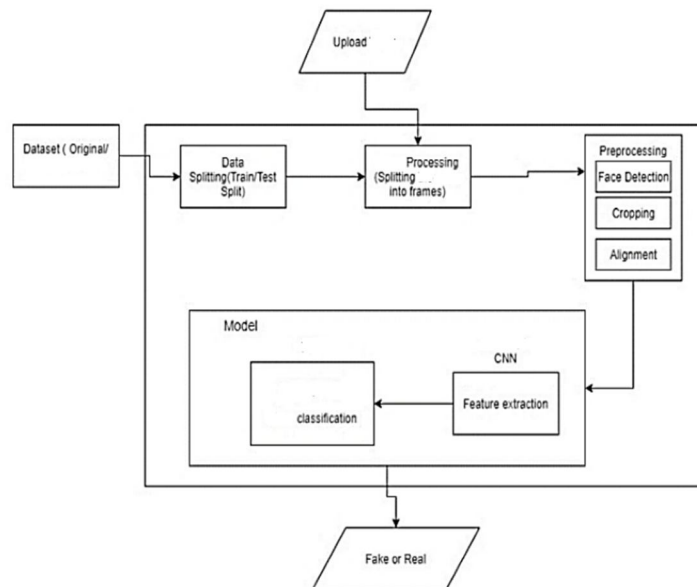 Upload
Dataset ( Original/
Data
Splitting(Train/Test
Split)
Processing
(Splitting
into frames)
Preprocessing
Face Detection
Cropping
Alignment
Model
CNN
Feature extraction
classification
Fake or Real